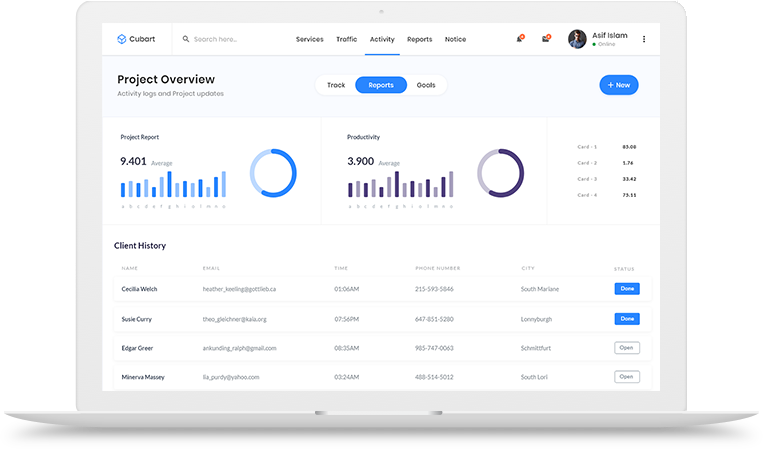 Cubart
Search here...
Services Traffic Activity Reports Notice
Asif Islam
Online
Project Overview
Activity logs and Project updates
Track Reports Goals
+ New
Project Report
9.401 Average
Productivity
3.900 Average
Card - 1 85.08
Card - 2 5.76
Card - 3 33.42
Card - 4 73.11
Client History
NAME EMAIL TIME PHONE NUMBER CITY STATUS
Cecilia Welch heather_keeling@gottlieb.ca 01:06AM 215-593-5846 South Mariane Done
Susie Curry theo_gleichner@kaia.org 07:56PM 647-851-5280 Lonnyburgh Done
Edgar Greer ankunding_ralph@gmail.com 08:35AM 985-747-0063 Schmittfurt Open
Minerva Massey lia_purdy@yahoo.com 03:24AM 488-514-5012 South Lori Open